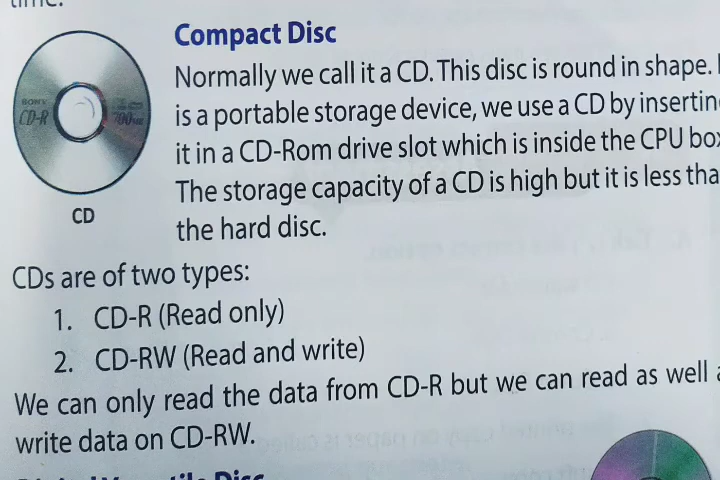 time.
Compact Disc
Normally we call it a CD. This disc is round in shape.
is a portable storage device, we use a CD by insertin
it in a CD-Rom drive slot which is inside the CPU box
The storage capacity of a CD is high but it is less tha
the hard disc.
SONY
CD-R
700MB
CD
CDs are of two types:
1. CD-R (Read only)
2. CD-RW (Read and write)
We can only read the data from CD-R but we can read as well a
write data on CD-RW.
Disc